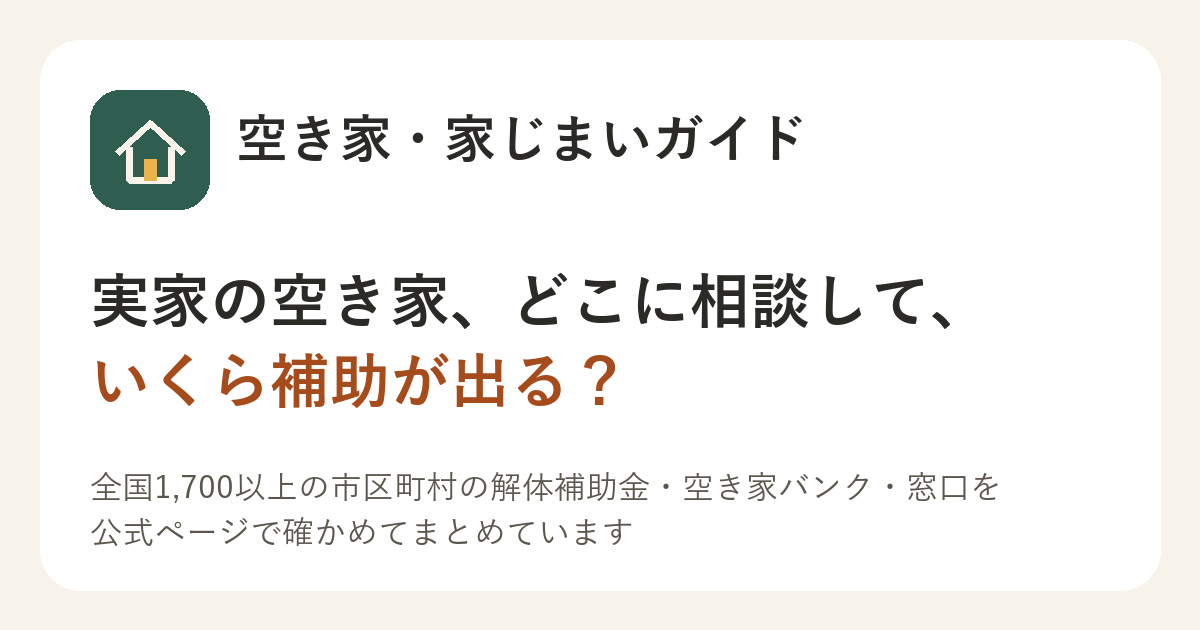 空き家・家じまいガイド
実家の空き家、どこに相談して、
いくら補助が出る？
全国1,700以上の市区町村の解体補助金・空き家バンク・窓口を
公式ページで確かめてまとめています